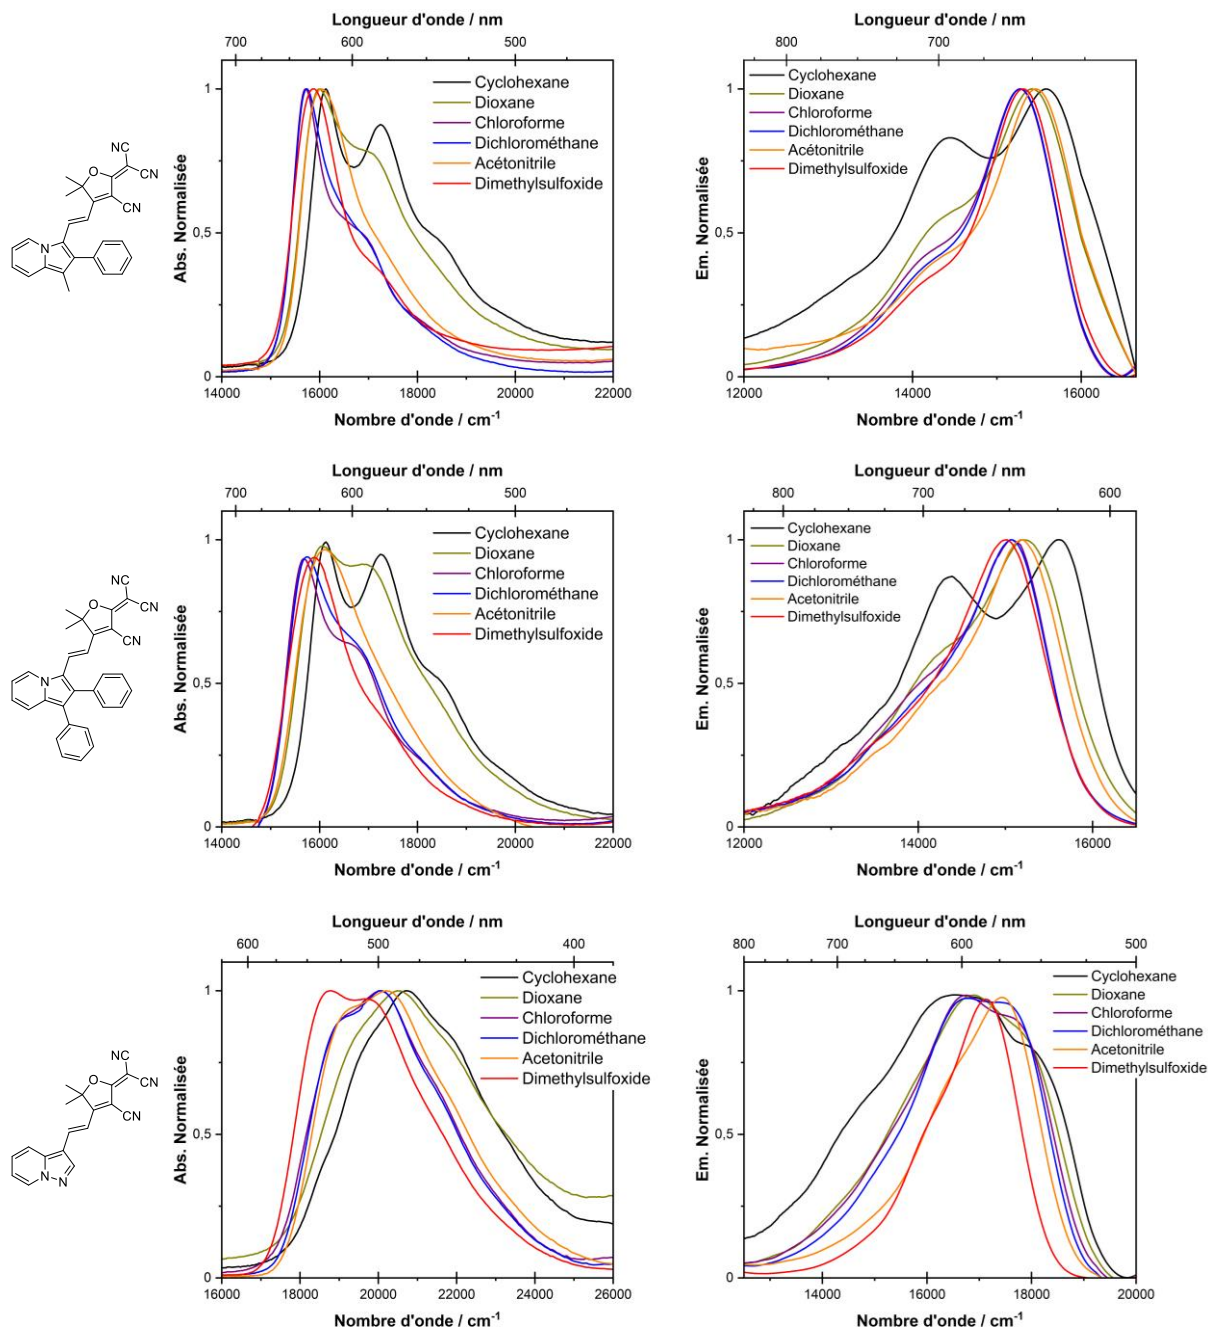 Longueur d'onde / nm
700 600 500
Abs. Normalisée
1
0,5
0
Cyclohexane
Dioxane
Chloroforme
Dichlorométhane
Acétonitrile
Dimethylsulfoxide
14000 16000 18000 20000 22000
Nombre d'onde / cm-1
Longueur d'onde / nm
800 700
Em. Normalisée
1
0,5
0
Cyclohexane
Dioxane
Chloroforme
Dichlorométhane
Acétonitrile
Dimethylsulfoxide
12000 14000 16000
Nombre d'onde / cm-1
NC
O CN
CN
N
Longueur d'onde / nm
700 600 500
Abs. Normalisée
1
0,5
0
Cyclohexane
Dioxane
Chloroforme
Dichlorométhane
Acétonitrile
Dimethylsulfoxide
14000 16000 18000 20000 22000
Nombre d'onde / cm-1
Longueur d'onde / nm
800 700 600
Em. Normalisée
1
0,5
0
Cyclohexane
Dioxane
Chloroforme
Dichlorométhane
Acetonitrile
Dimethylsulfoxide
12000 14000 16000
Nombre d'onde / cm-1
NC
O CN
CN
N
Longueur d'onde / nm
600 500 400
Abs. Normalisée
1
0,5
0
Cyclohexane
Dioxane
Chloroforme
Dichlorométhane
Acetonitrile
Dimethylsulfoxide
16000 18000 20000 22000 24000 26000
Nombre d'onde / cm-1
Longueur d'onde / nm
800 700 600 500
Em. Normalisée
1
0,5
0
Cyclohexane
Dioxane
Chloroforme
Dichlorométhane
Acetonitrile
Dimethylsulfoxide
14000 16000 18000 20000
Nombre d'onde / cm-1
NC
O CN
CN
N N